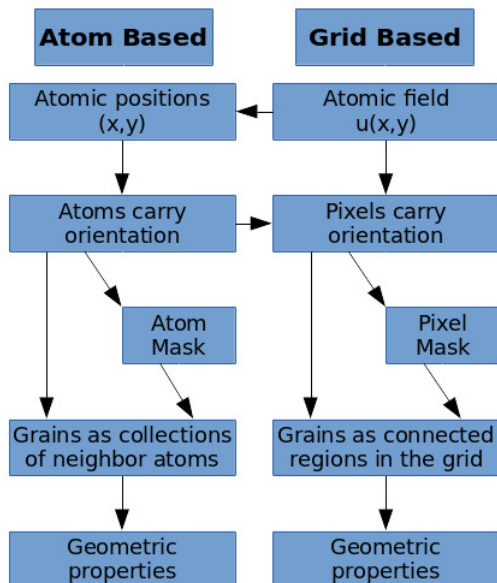 Atom Based
Grid Based
Atomic positions
(x,y)
Atomic field
u(x,y)
Atoms carry
orientation
Pixels carry
orientation
Atom
Mask
Pixel
Mask
Grains as collections
of neighbor atoms
Grains as connected
regions in the grid
Geometric
properties
Geometric
properties